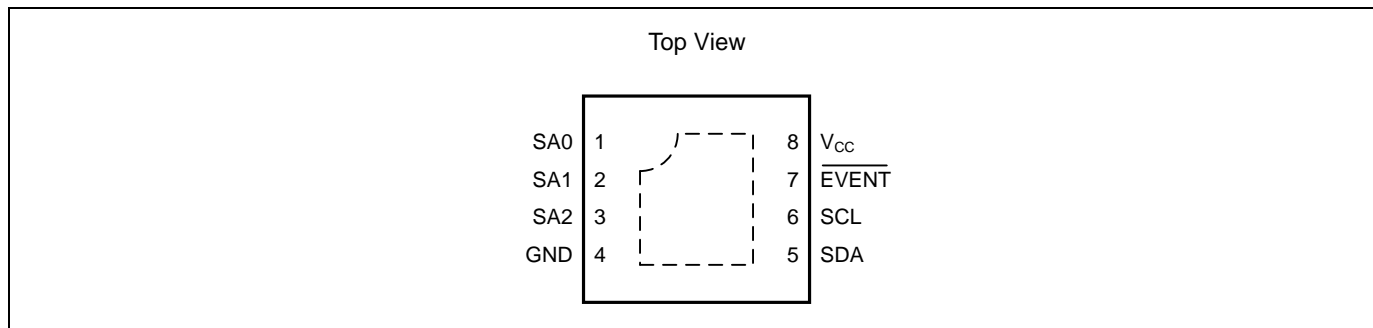 Top View
SA0 1 8 VCC
SA1 2 7 EVENT
SA2 3 6 SCL
GND 4 5 SDA